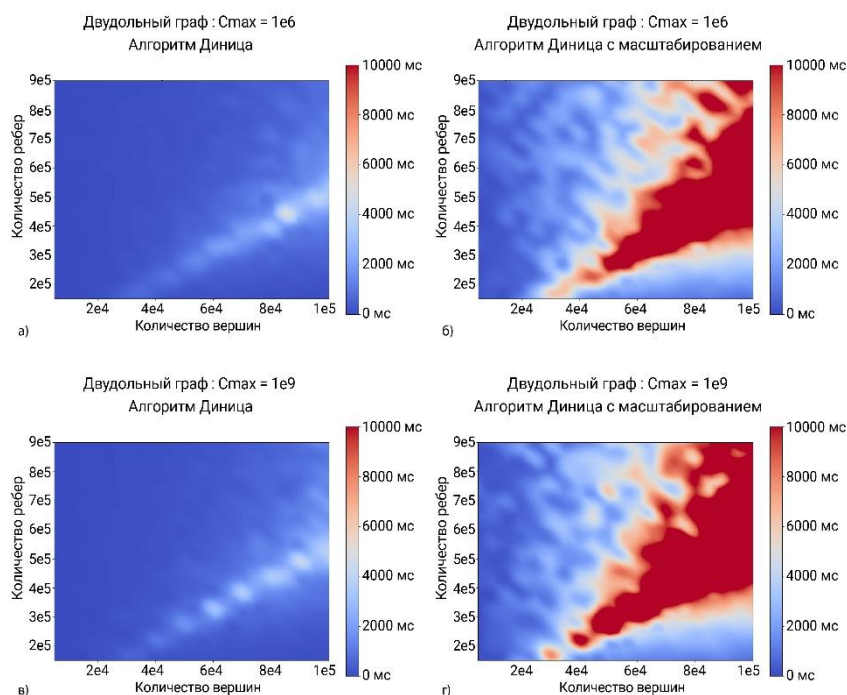 Двудольный граф : Cmax = 1e6
Алгоритм Диница
10000 мс
8000 мс
6000 мс
4000 мс
2000 мс
0 мс
9e5
8e5
7e5
6e5
5e5
4e5
3e5
2e5
Количество ребер
2e4 4e4 6e4 8e4 1e5
Количество вершин
а)
Двудольный граф : Cmax = 1e6
Алгоритм Диница с масштабированием
10000 мс
8000 мс
6000 мс
4000 мс
2000 мс
0 мс
9e5
8e5
7e5
6e5
5e5
4e5
3e5
2e5
Количество ребер
2e4 4e4 6e4 8e4 1e5
Количество вершин
б)
Двудольный граф : Cmax = 1e9
Алгоритм Диница
10000 мс
8000 мс
6000 мс
4000 мс
2000 мс
0 мс
9e5
8e5
7e5
6e5
5e5
4e5
3e5
2e5
Количество ребер
2e4 4e4 6e4 8e4 1e5
Количество вершин
в)
Двудольный граф : Cmax = 1e9
Алгоритм Диница с масштабированием
10000 мс
8000 мс
6000 мс
4000 мс
2000 мс
0 мс
9e5
8e5
7e5
6e5
5e5
4e5
3e5
2e5
Количество ребер
2e4 4e4 6e4 8e4 1e5
Количество вершин
г)